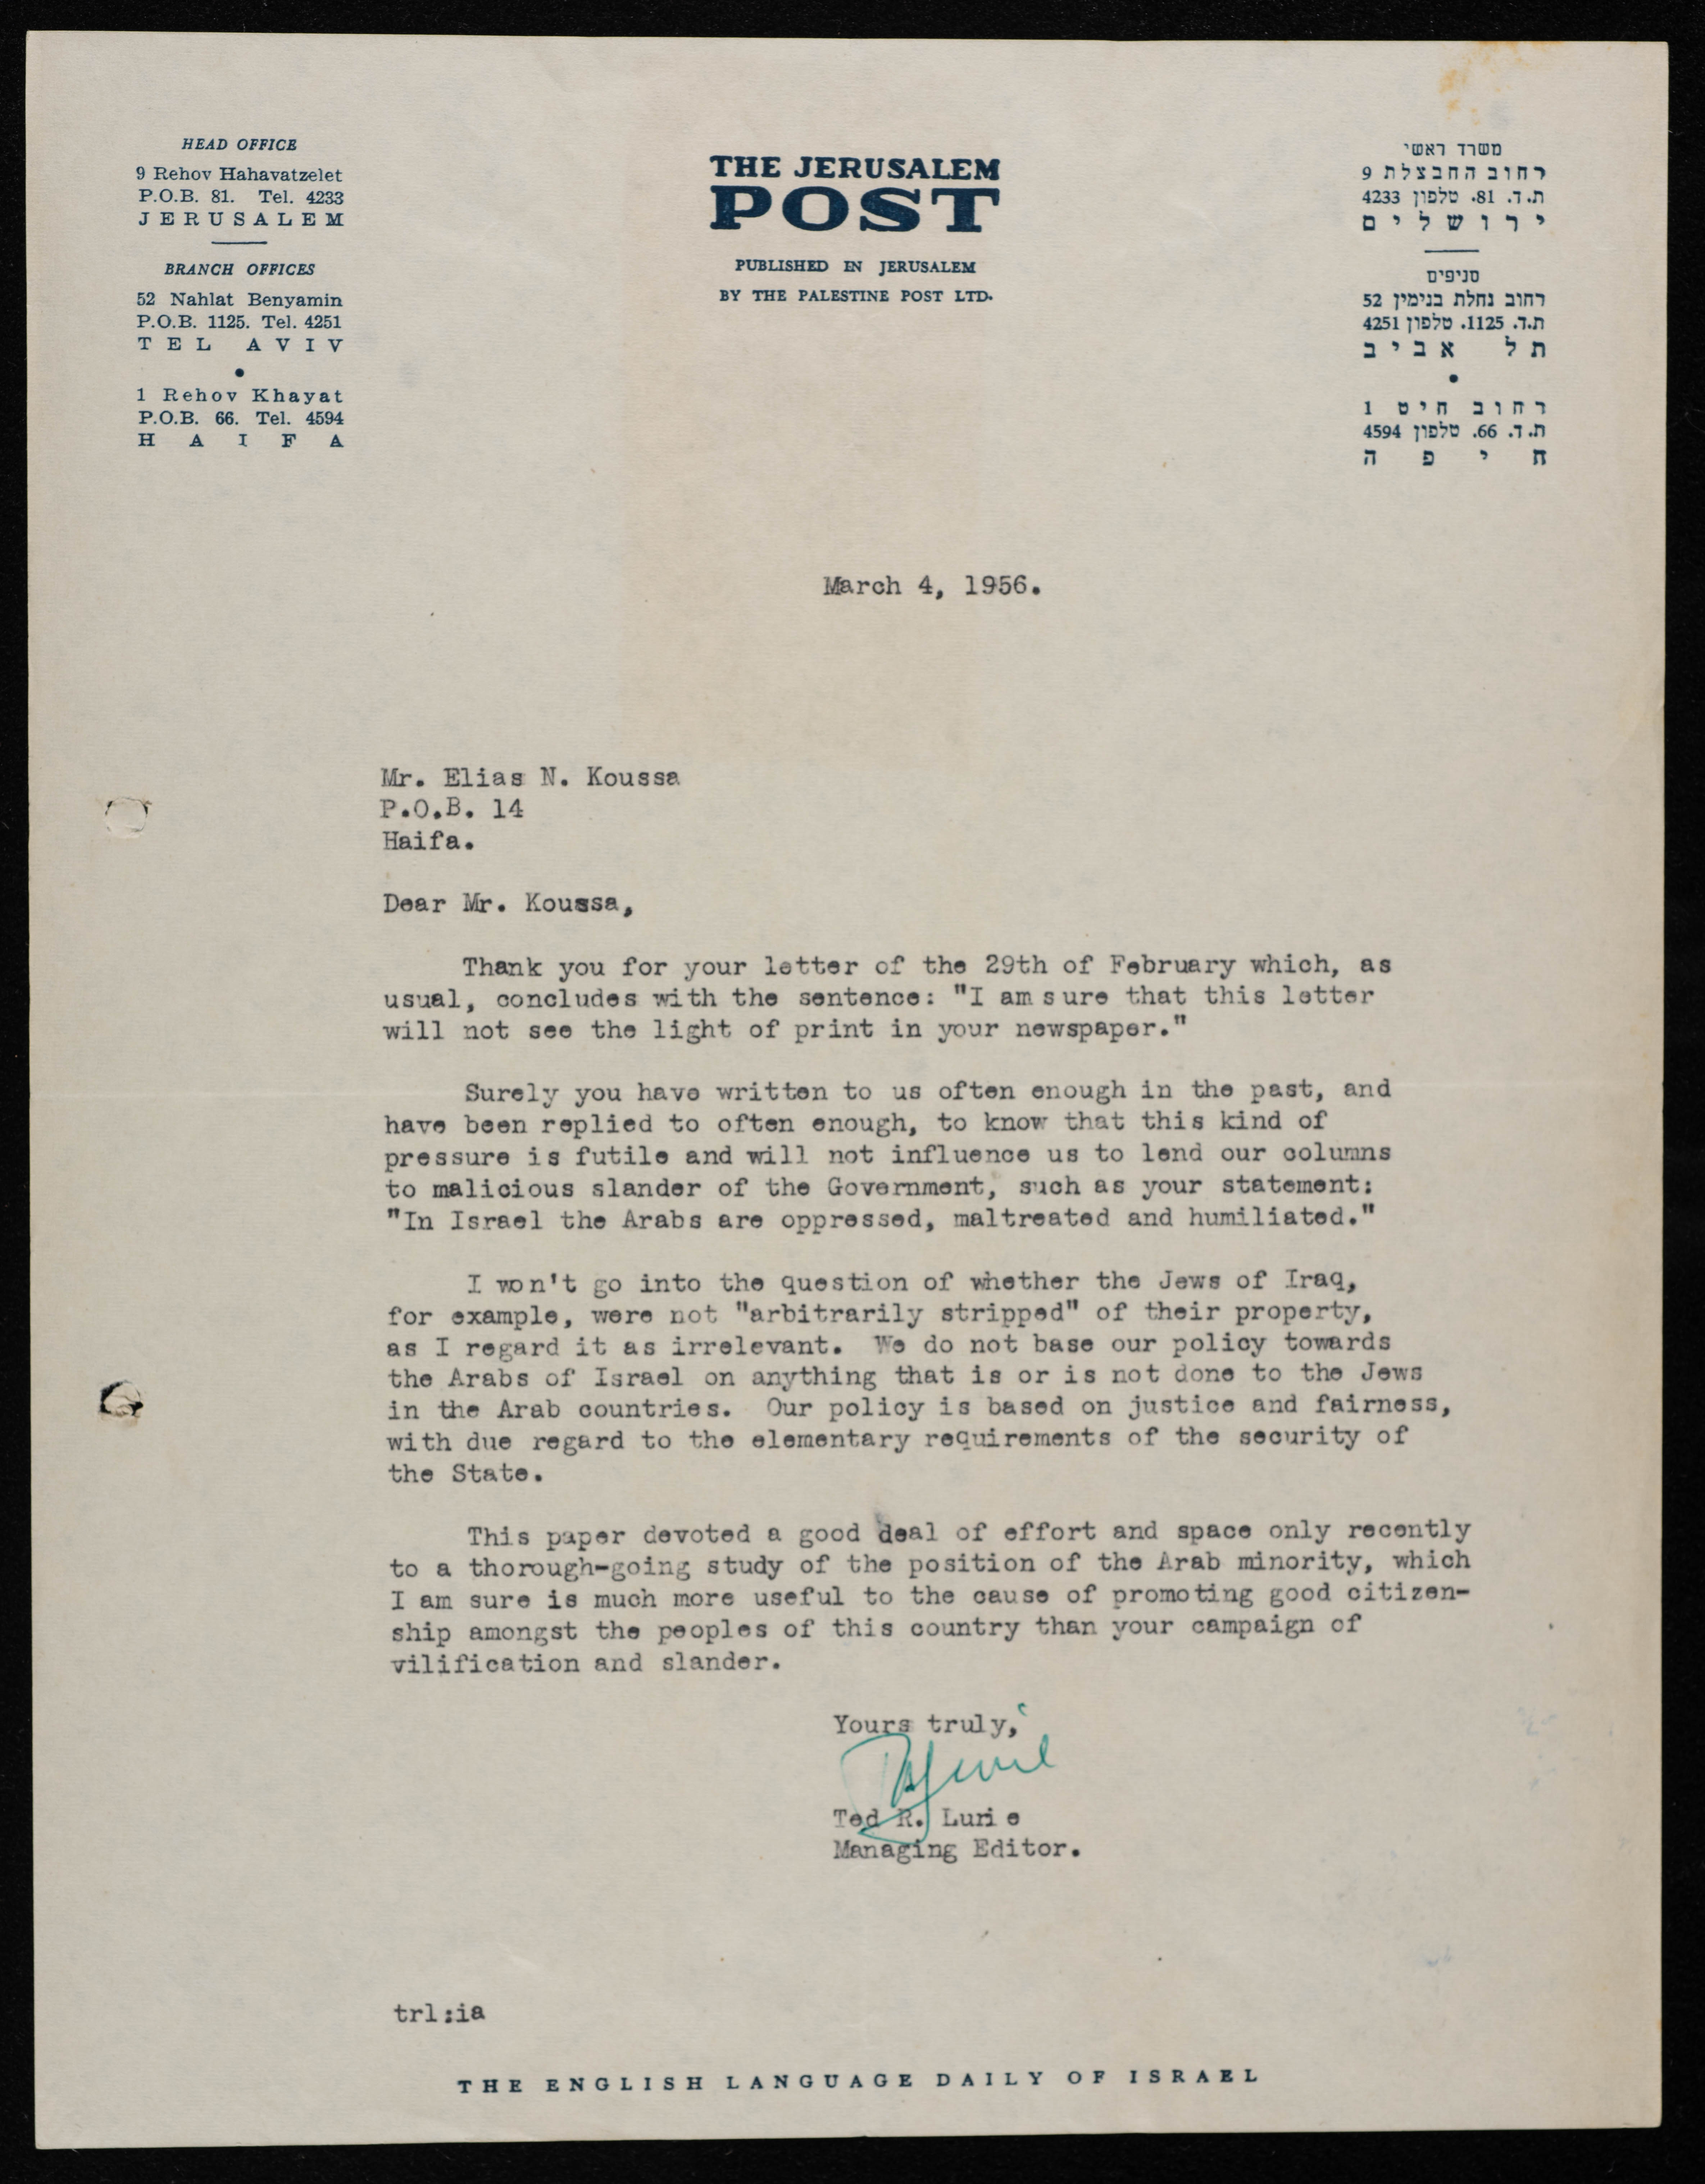 HEAD OFFICE
9 Rehov Hahavatzelet
P.O.B. 81. Tel. 4233
JERUSALEM
BRANCH OFFICES
52 Nahlat Benyamin
P.O.B. 1125. Tel. 4251
TEL AVIV
1 Rehov Khayat
P.O.B. 66. Tel. 4594
HAIFA
THE JERUSALEM
POST
PUBLISHED IN JERUSALEM
BY THE PALESTINE POST LTD.
משרד ראשי
רחוב החבצלת 9
ת.ד. 81. טלפון 4233
ירושלים
סניפים
רחוב נחלת בנימין 52
ת.ד. 1125. טלפון 4251
תל אביב
רחוב חיט 1
ת.ד. 66. טלפון 4594
חיפה
March 4, 1956.
Mr. Elias N. Koussa
P.O.B. 14
Haifa.
Dear Mr. Koussa,
Thank you for your letter of the 29th of February which, as
usual, concludes with the sentence: "I am sure that this letter
will not see the light of print in your newspaper."
Surely you have written to us often enough in the past, and
have been replied to often enough, to know that this kind of
pressure is futile and will not influence us to lend our columns
to malicious slander of the Government, such as your statement:
"In Israel the Arabs are oppressed, maltreated and humiliated."
I won't go into the question of whether the Jews of Iraq,
for example, were not "arbitrarily stripped" of their property,
as I regard it as irrelevant. We do not base our policy towards
the Arabs of Israel on anything that is or is not done to the Jews
in the Arab countries. Our policy is based on justice and fairness,
with due regard to the elementary requirements of the security of
the State.
This paper devoted a good deal of effort and space only recently
to a thorough-going study of the position of the Arab minority, which
I am sure is much more useful to the cause of promoting good citizen-
ship amongst the peoples of this country than your campaign of
vilification and slander.
Yours truly,
Ted R. Lurie
Managing Editor.
trl:ia
THE ENGLISH LANGUAGE DAILY OF ISRAEL